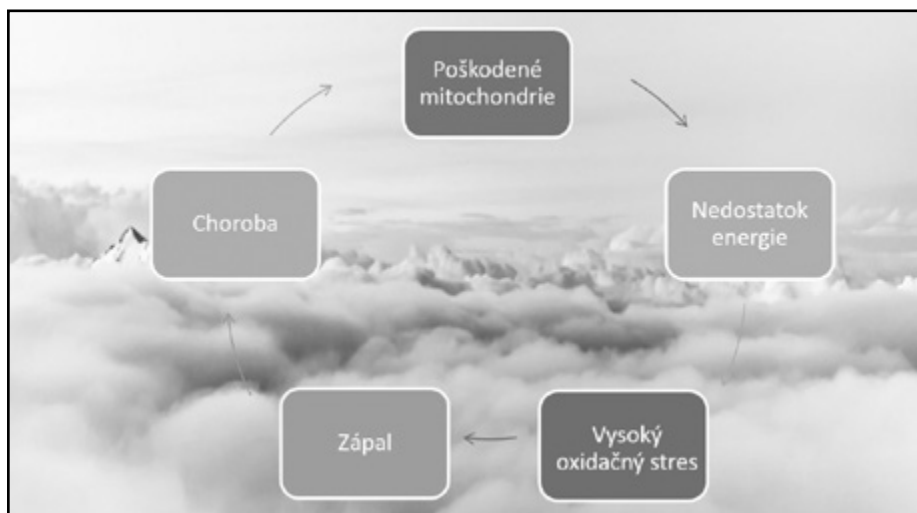 Poškodené
mitochondrie
Nedostatok
energie
Vysoký
oxidačný stres
Zápal
Choroba